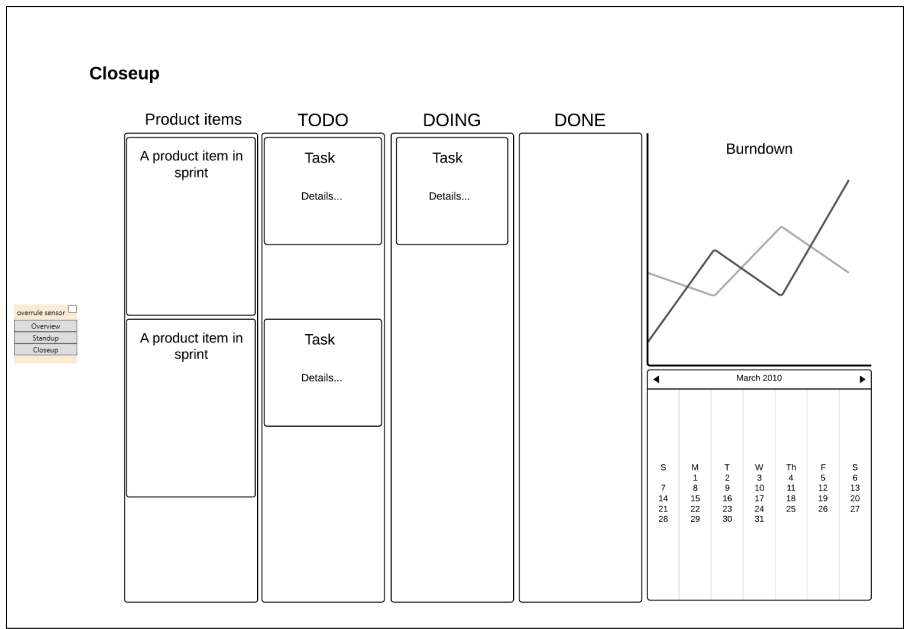 Closeup
Product items
TODO
DOING
DONE
A product item in
sprint
Task
Details...
Task
Details...
Burndown
overrule sensor
Overview
Standup
Closeup
A product item in
sprint
Task
Details...
March 2010
S M T W Th F S
1 2 3 4 5 6
7 8 9 10 11 12 13
14 15 16 17 18 19 20
21 22 23 24 25 26 27
28 29 30 31